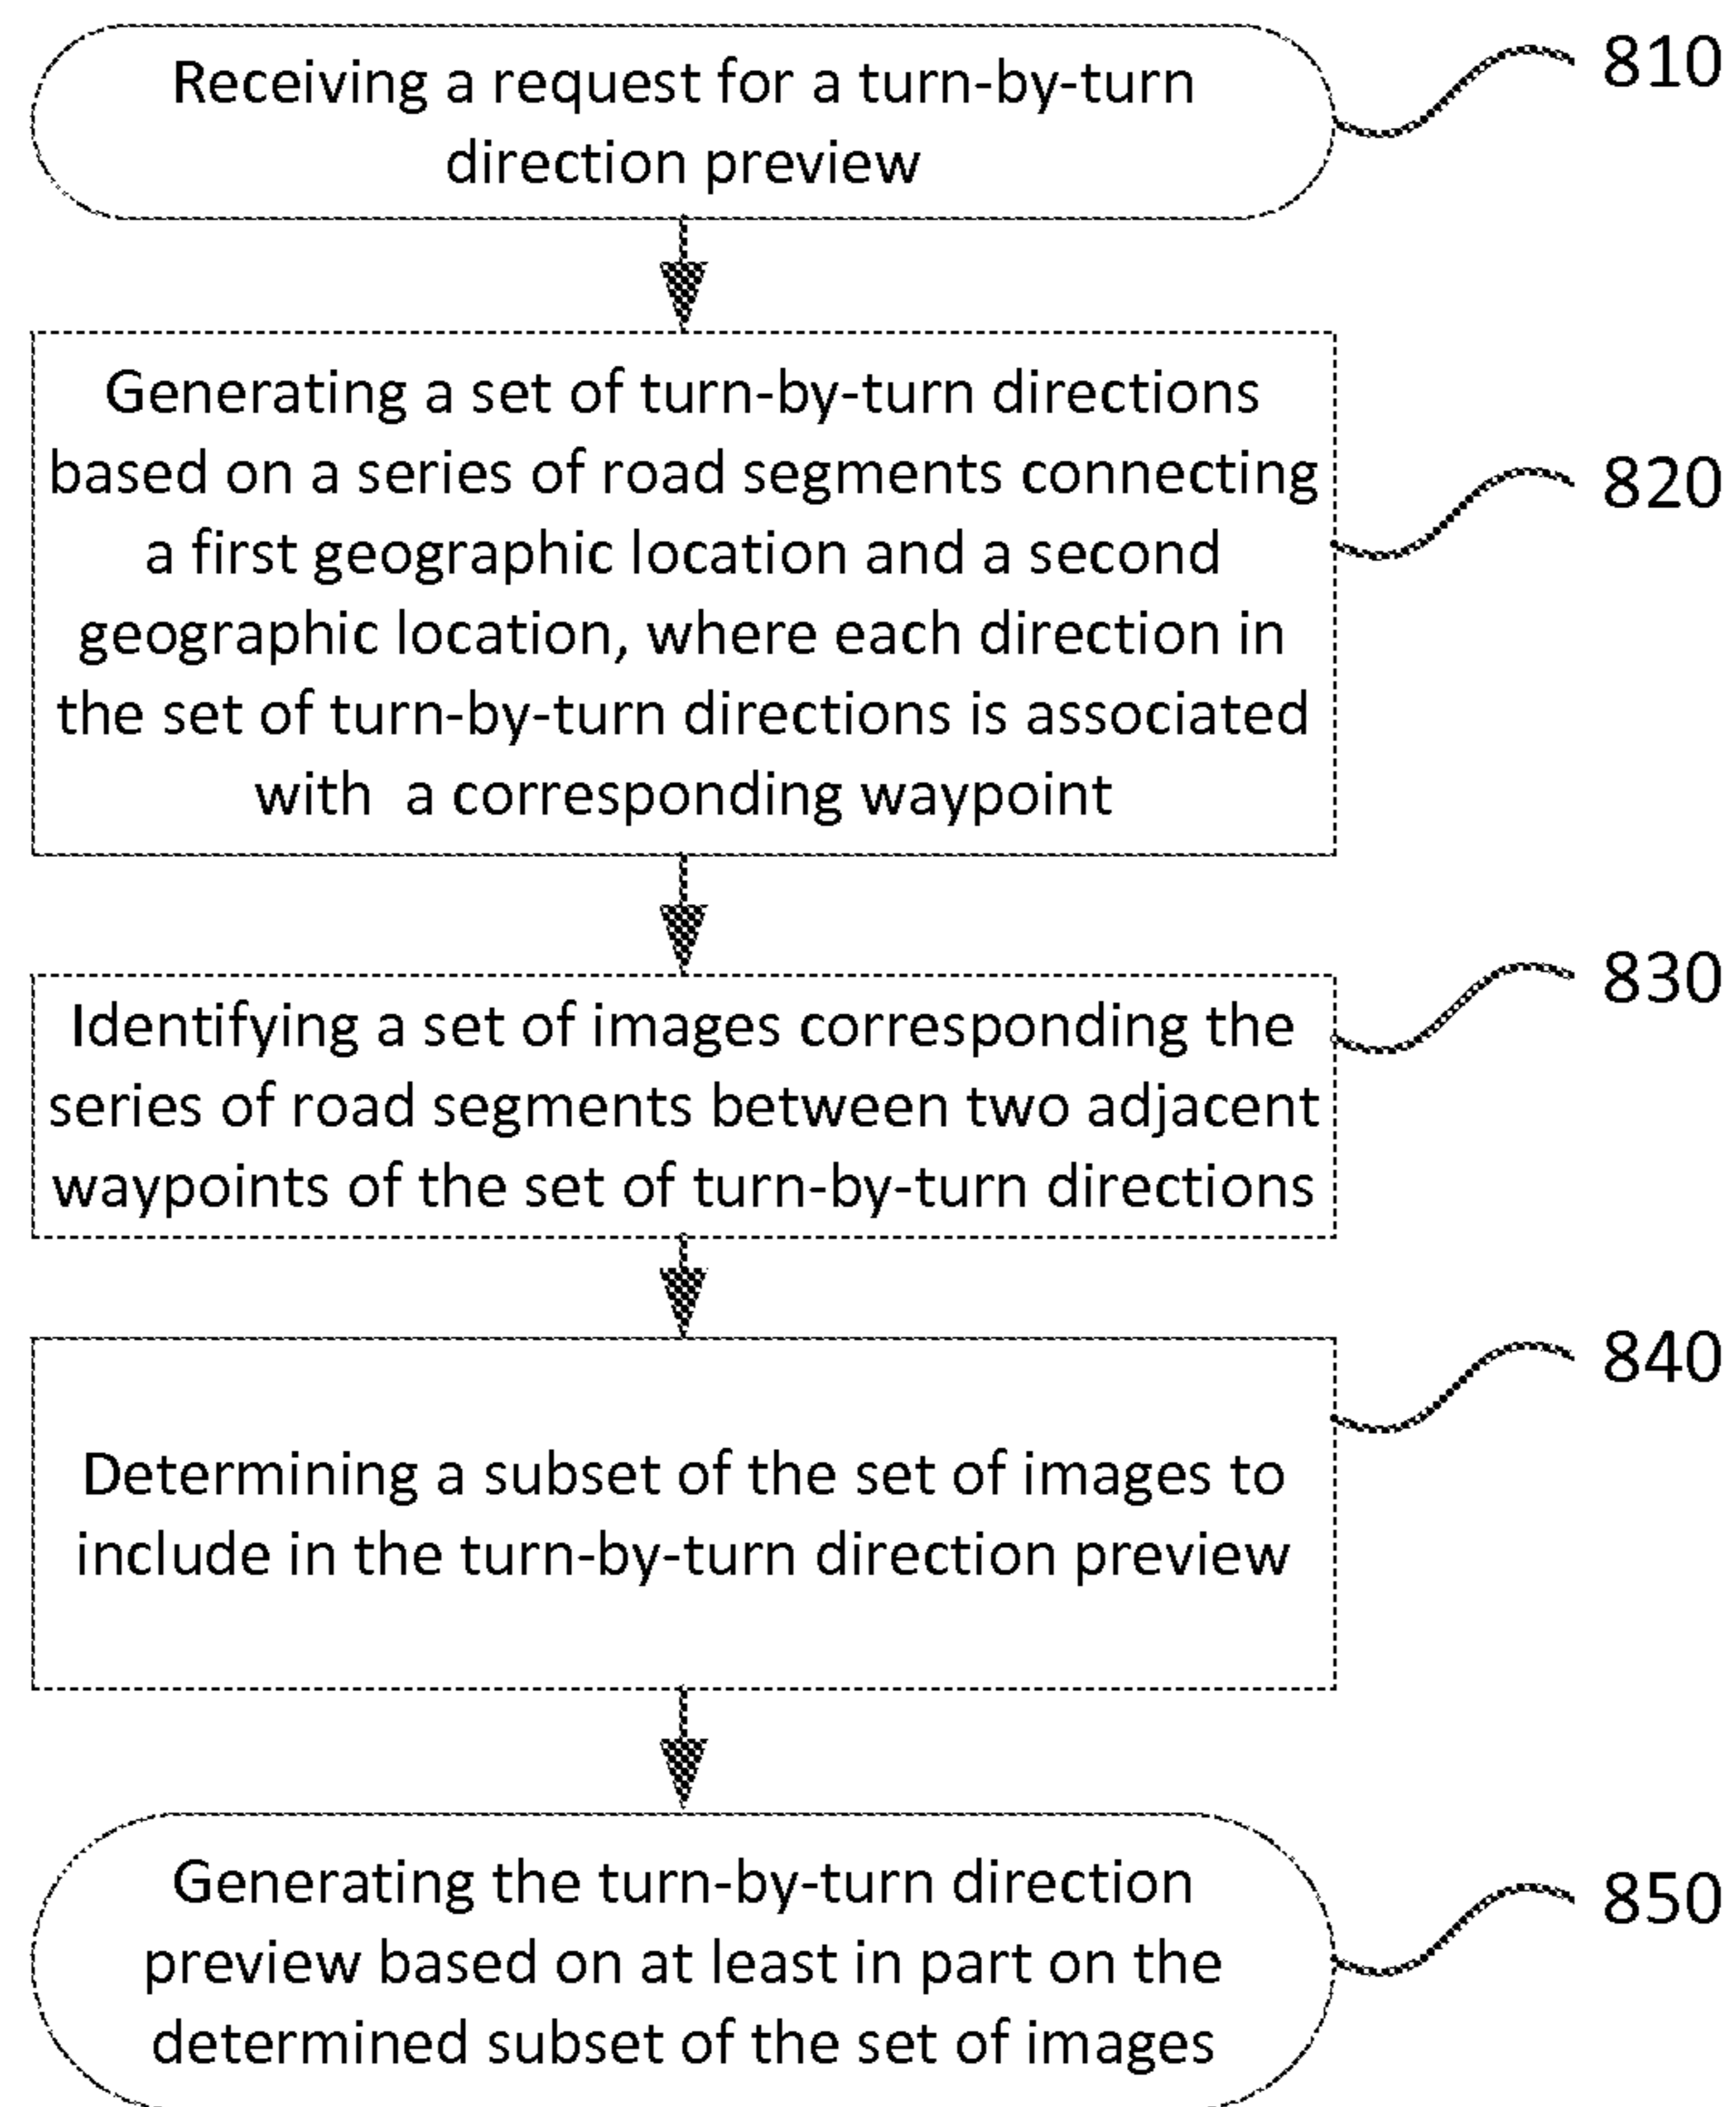 Receiving a request for a turn-by-turn
direction preview
810
Generating a set of turn-by-turn directions
based on a series of road segments connecting
a first geographic location and a second
geographic location, where each direction in
the set of turn-by-turn directions is associated
with a corresponding waypoint
820
Identifying a set of images corresponding the
series of road segments between two adjacent
waypoints of the set of turn-by-turn directions
830
Determining a subset of the set of images to
include in the turn-by-turn direction preview
840
Generating the turn-by-turn direction
preview based on at least in part on the
determined subset of the set of images
850